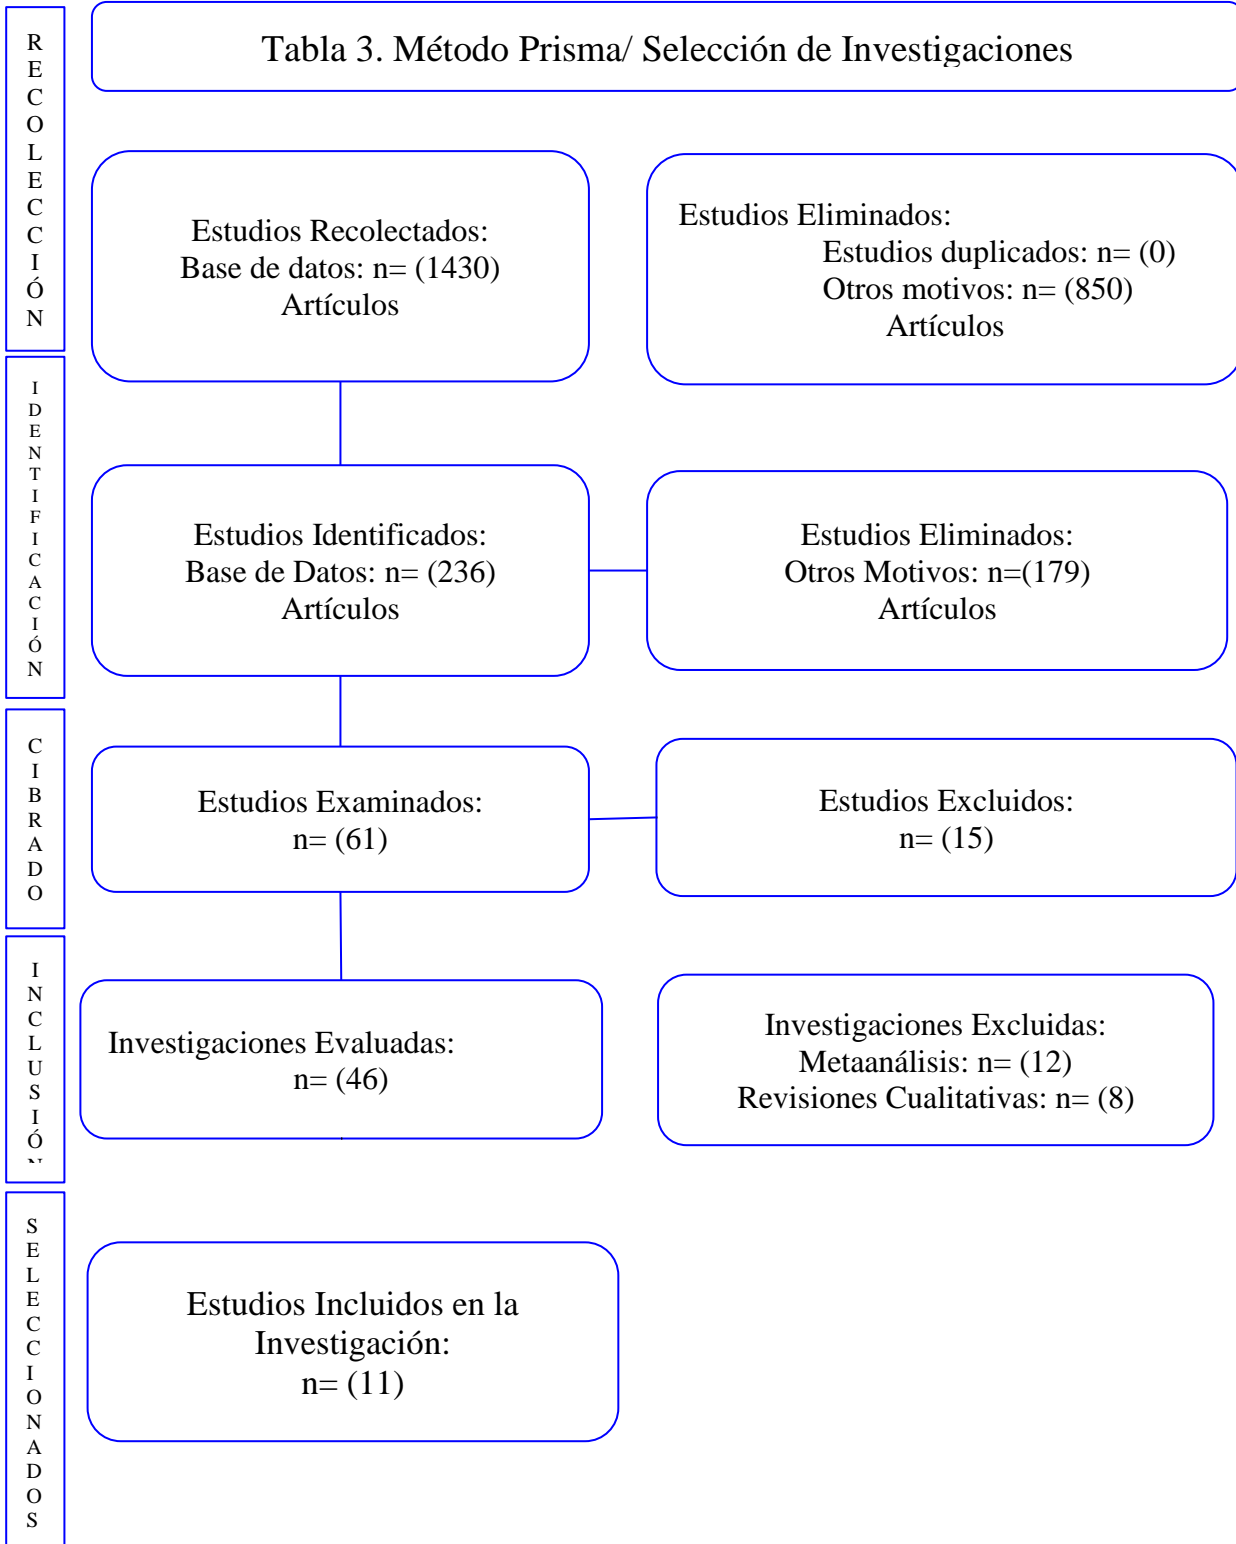 Tabla 3. Método Prisma/ Selección de Investigaciones
RECOLECCIÓN
Estudios Recolectados:
Base de datos: n= (1430)
Artículos
Estudios Eliminados:
Estudios duplicados: n= (0)
Otros motivos: n= (850)
Artículos
IDENTIFICACIÓN
Estudios Identificados:
Base de Datos: n= (236)
Artículos
Estudios Eliminados:
Otros Motivos: n=(179)
Artículos
CIBRADO
Estudios Examinados:
n= (61)
Estudios Excluidos:
n= (15)
INCLUSIÓN
Investigaciones Evaluadas:
n= (46)
Investigaciones Excluidas:
Metaanálisis: n= (12)
Revisiones Cualitativas: n= (8)
SELECCIONADOS
Estudios Incluidos en la
Investigación:
n= (11)